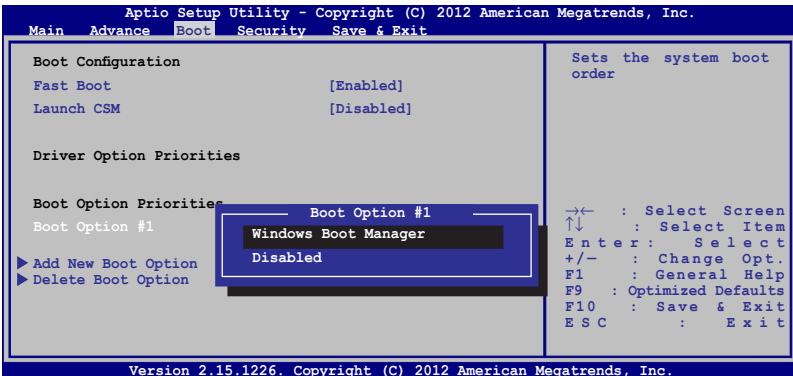 Aptio Setup Utility - Copyright (C) 2012 American Megatrends, Inc.
Main Advance Boot Security Save & Exit
Boot Configuration
Fast Boot [Enabled]
Launch CSM [Disabled]
Driver Option Priorities
Boot Option Priorities
Boot Option #1
Add New Boot Option
Delete Boot Option
Boot Option #1
Windows Boot Manager
Disabled
Sets the system boot
order
→← : Select Screen
↑↓ : Select Item
Enter: Select
+/— : Change Opt.
F1 : General Help
F9 : Optimized Defaults
F10 : Save & Exit
ESC : Exit
Version 2.15.1226. Copyright (C) 2012 American Megatrends, Inc.